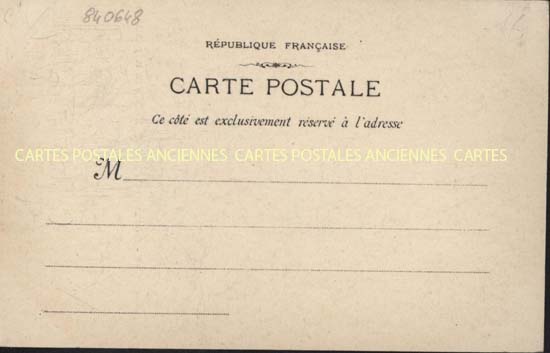 840648
RÉPUBLIQUE FRANÇAISE
CARTE POSTALE
Ce côté est exclusivement réservé à l'adresse
CARTES POSTALES ANCIENNES CARTES POSTALES ANCIENNES CARTES
M